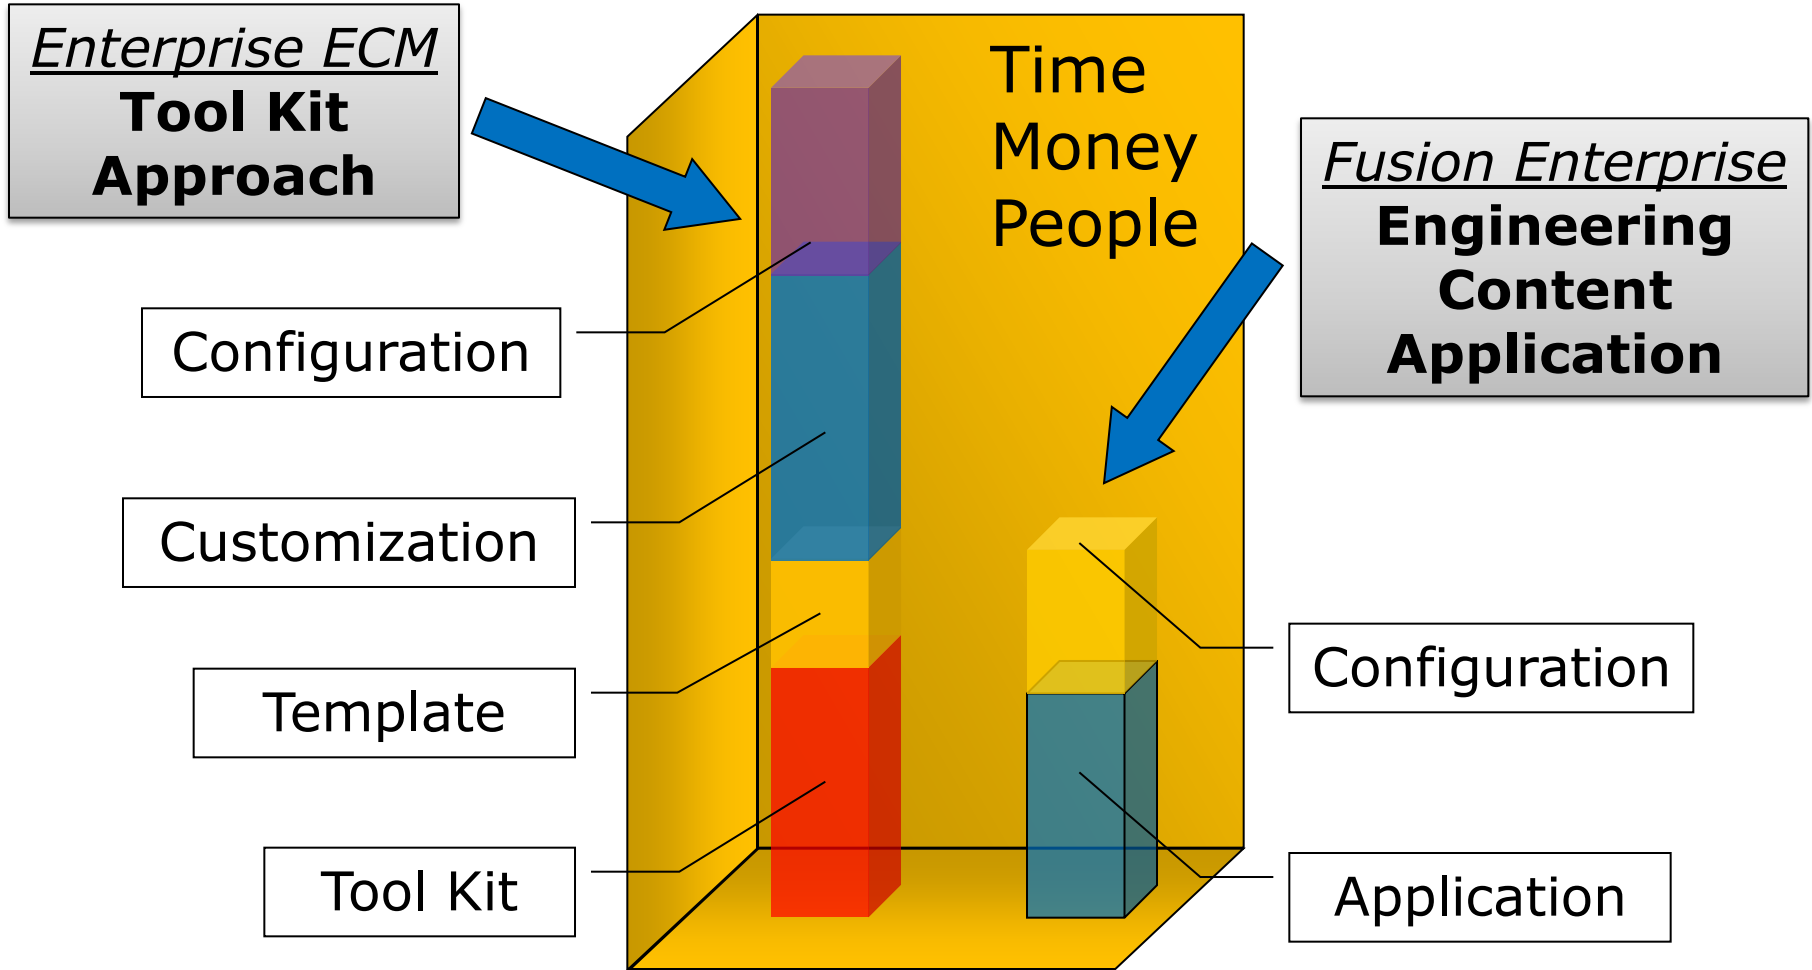 Enterprise ECM
Tool Kit
Approach
Time
Money
People
Fusion Enterprise
Engineering
Content
Application
Configuration
Customization
Template
Tool Kit
Configuration
Application